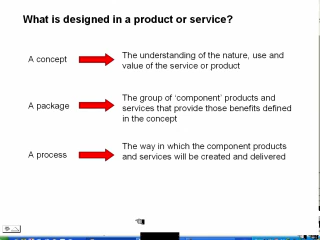 What is designed in a product or service?
A concept
The understanding of the nature, use and
value of the service or product
A package
The group of ‘component’ products and
services that provide those benefits defined
in the concept
A process
The way in which the component products
and services will be created and delivered